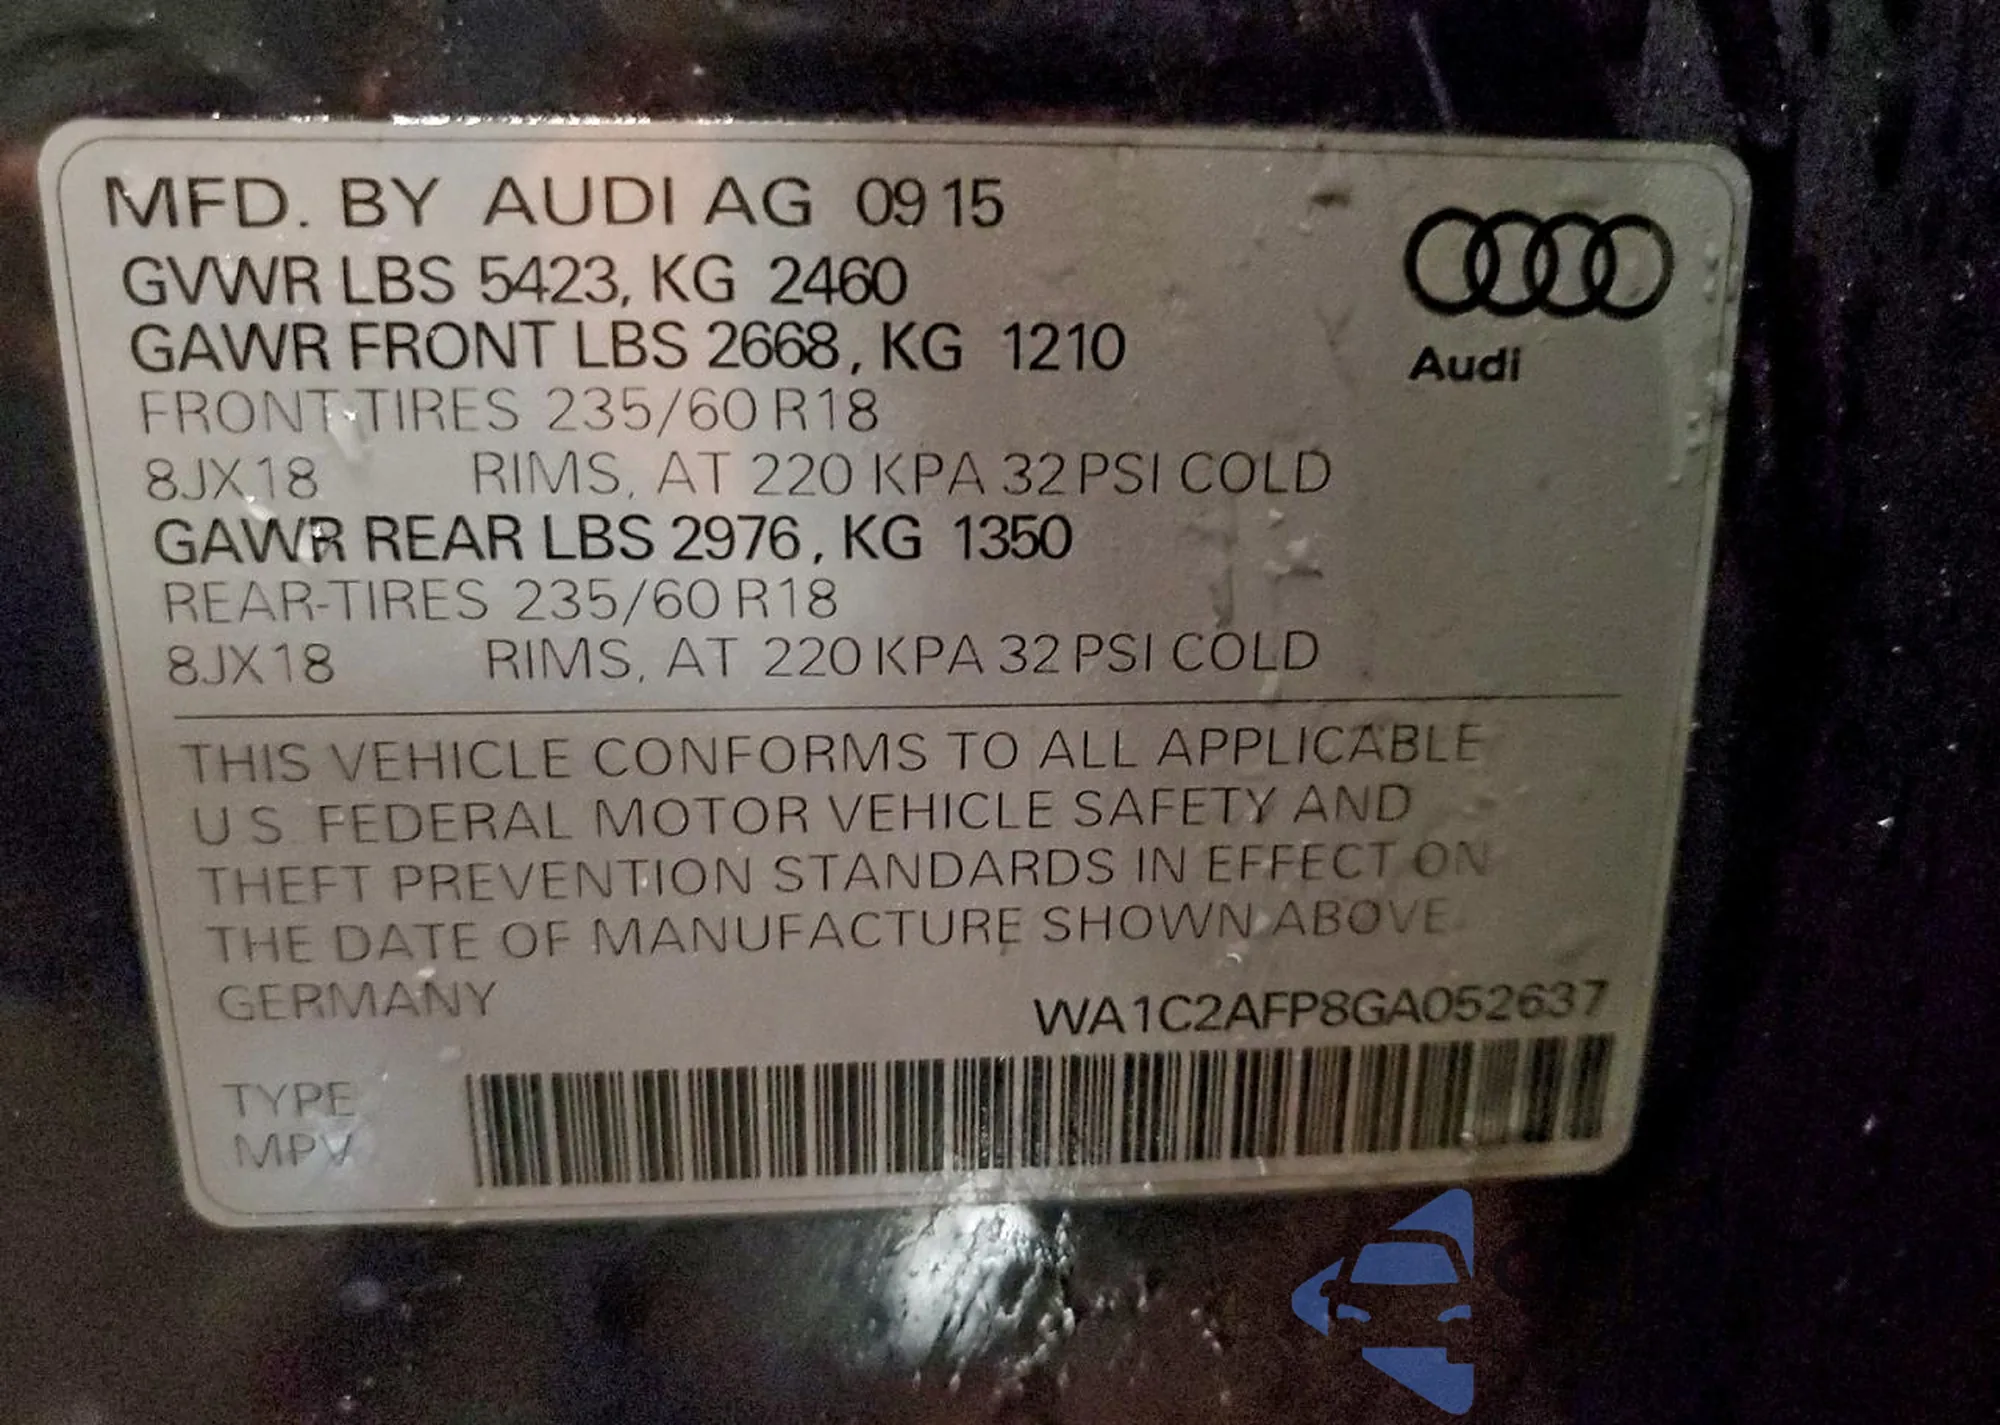 MFD. BY AUDI AG 09 15
GVWR LBS 5423, KG 2460
GAWR FRONT LBS 2668, KG 1210
FRONT-TIRES 235/60 R18
8JX18 RIMS, AT 220 KPA 32 PSI COLD
GAWR REAR LBS 2976, KG 1350
REAR-TIRES 235/60 R18
8JX18 RIMS, AT 220 KPA 32 PSI COLD
Audi
THIS VEHICLE CONFORMS TO ALL APPLICABLE
U.S. FEDERAL MOTOR VEHICLE SAFETY AND
THEFT PREVENTION STANDARDS IN EFFECT ON
THE DATE OF MANUFACTURE SHOWN ABOVE.
GERMANY
WA1C2AFP8GA052637
TYPE
MPV